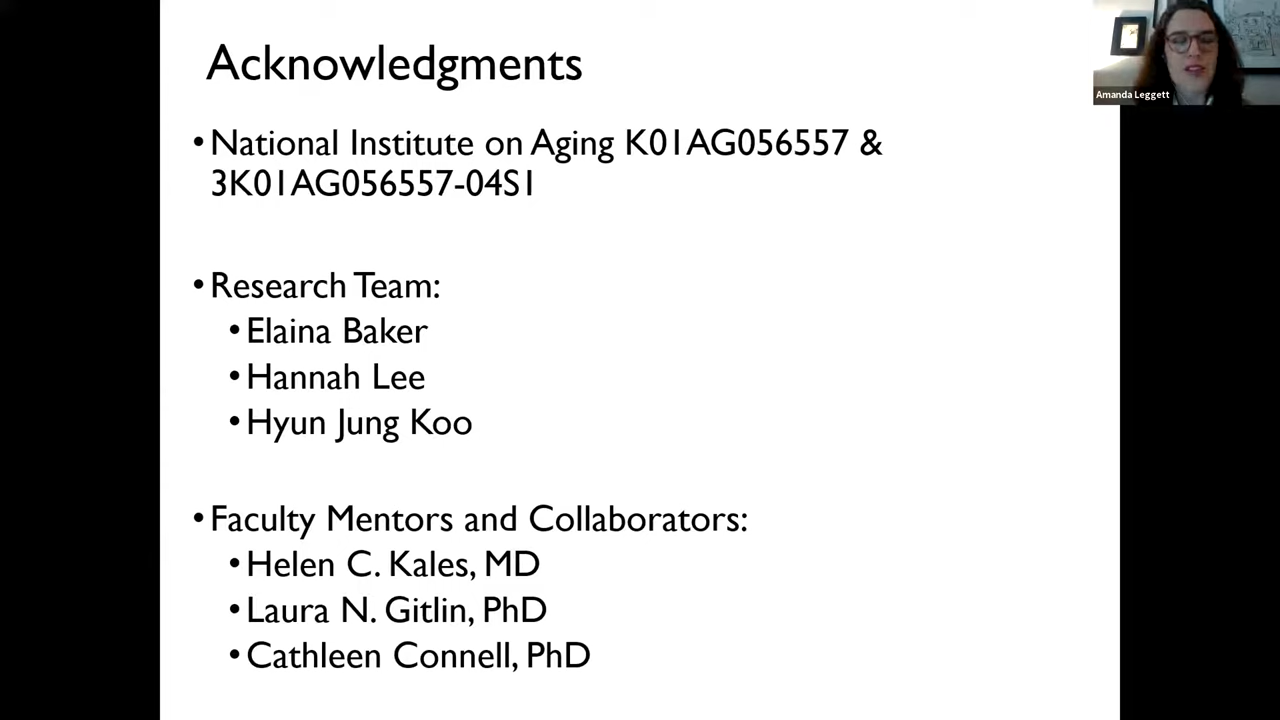 Acknowledgments
Amanda Leggett
•National Institute on Aging K01AG056557 &
3K01AG056557-04S1
•Research Team:
•Elaina Baker
•Hannah Lee
•Hyun Jung Koo
•Faculty Mentors and Collaborators:
•Helen C. Kales, MD
•Laura N. Gitlin, PhD
•Cathleen Connell, PhD